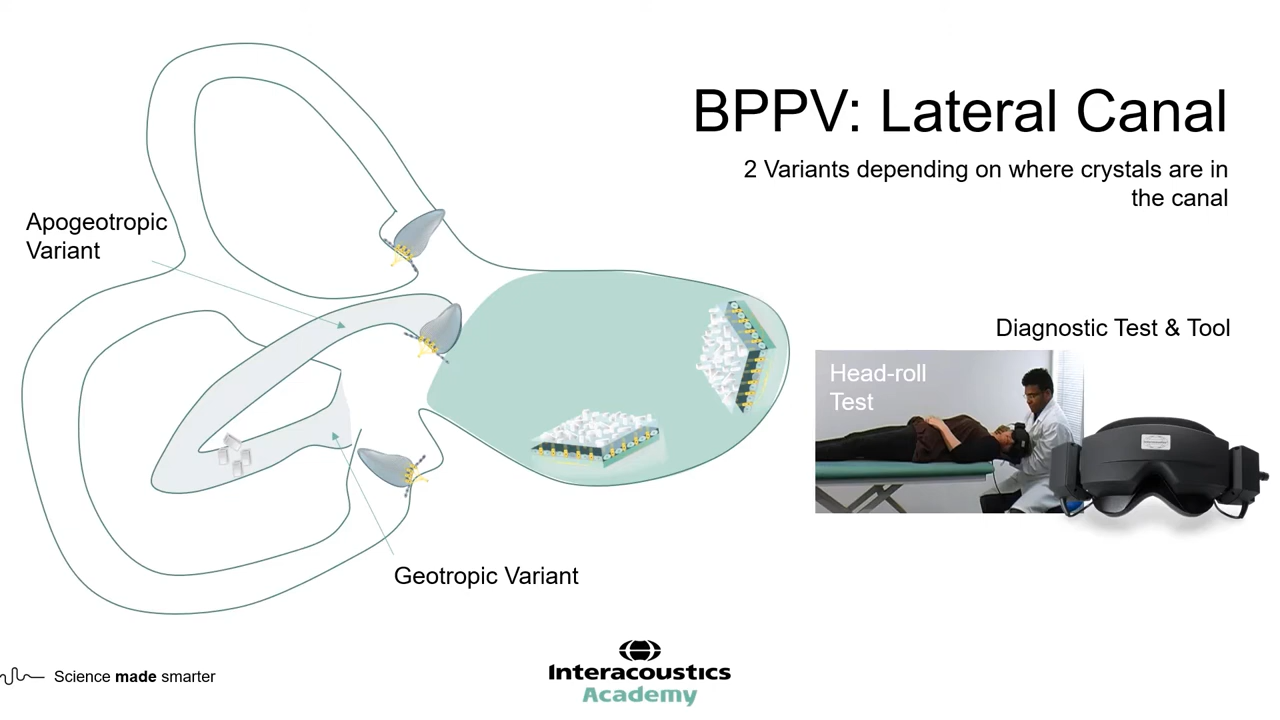 BPPV: Lateral Canal
2 Variants depending on where crystals are in
the canal
Apogeotropic
Variant
Diagnostic Test & Tool
Head-roll
Test
Geotropic Variant
Science made smarter
Interacoustics
Academy